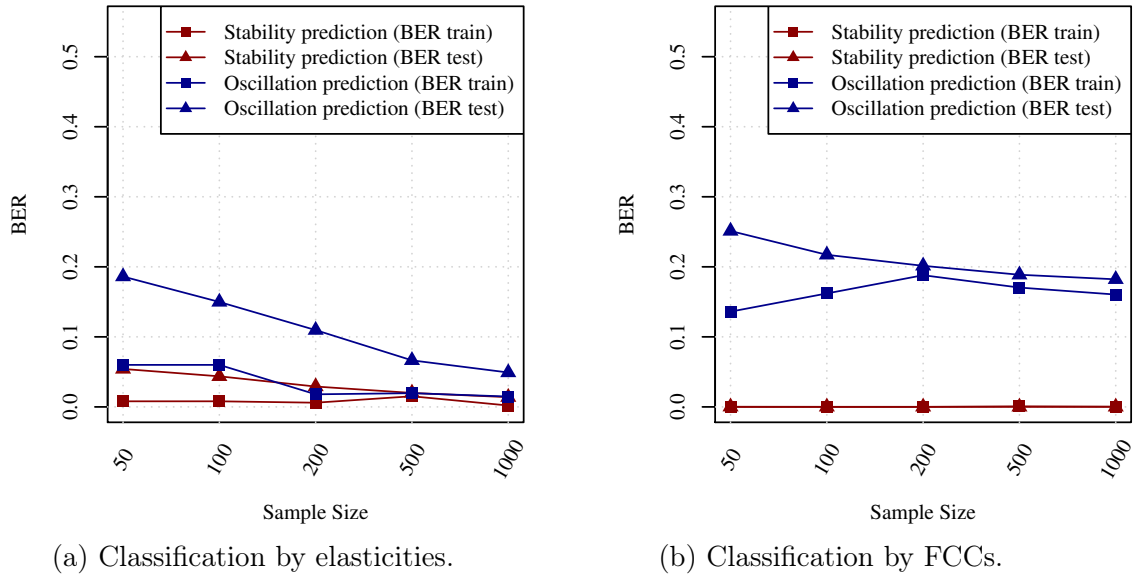 Stability prediction (BER train)
Stability prediction (BER test)
Oscillation prediction (BER train)
Oscillation prediction (BER test)
BER
0.5
0.4
0.3
0.2
0.1
0.0
50
100
200
500
1000
Sample Size
(a) Classification by elasticities.
Stability prediction (BER train)
Stability prediction (BER test)
Oscillation prediction (BER train)
Oscillation prediction (BER test)
BER
0.5
0.4
0.3
0.2
0.1
0.0
50
100
200
500
1000
Sample Size
(b) Classification by FCCs.